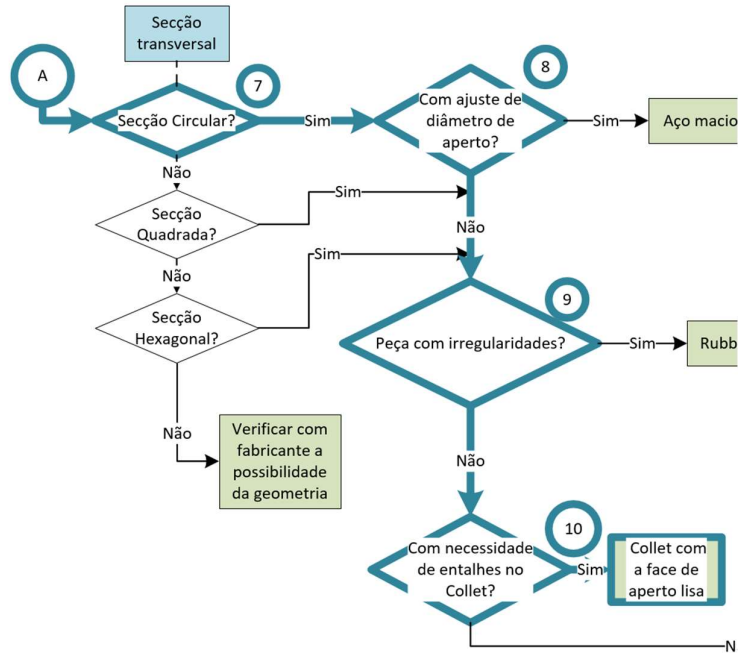 Secção
transversal
A
7
8
Secção Circular?
Sim
Com ajuste de
diâmetro de
aperto?
Sim
Aço macio
Não
Secção
Quadrada?
Sim
Não
Não
Secção
Hexagonal?
Sim
9
Peça com irregularidades?
Sim
Rubb
Não
Verificar com
fabricante a
possibilidade
da geometria
Não
10
Com necessidade
de entalhes no
Collet?
Sim
Collet com
a face de
aperto lisa
N